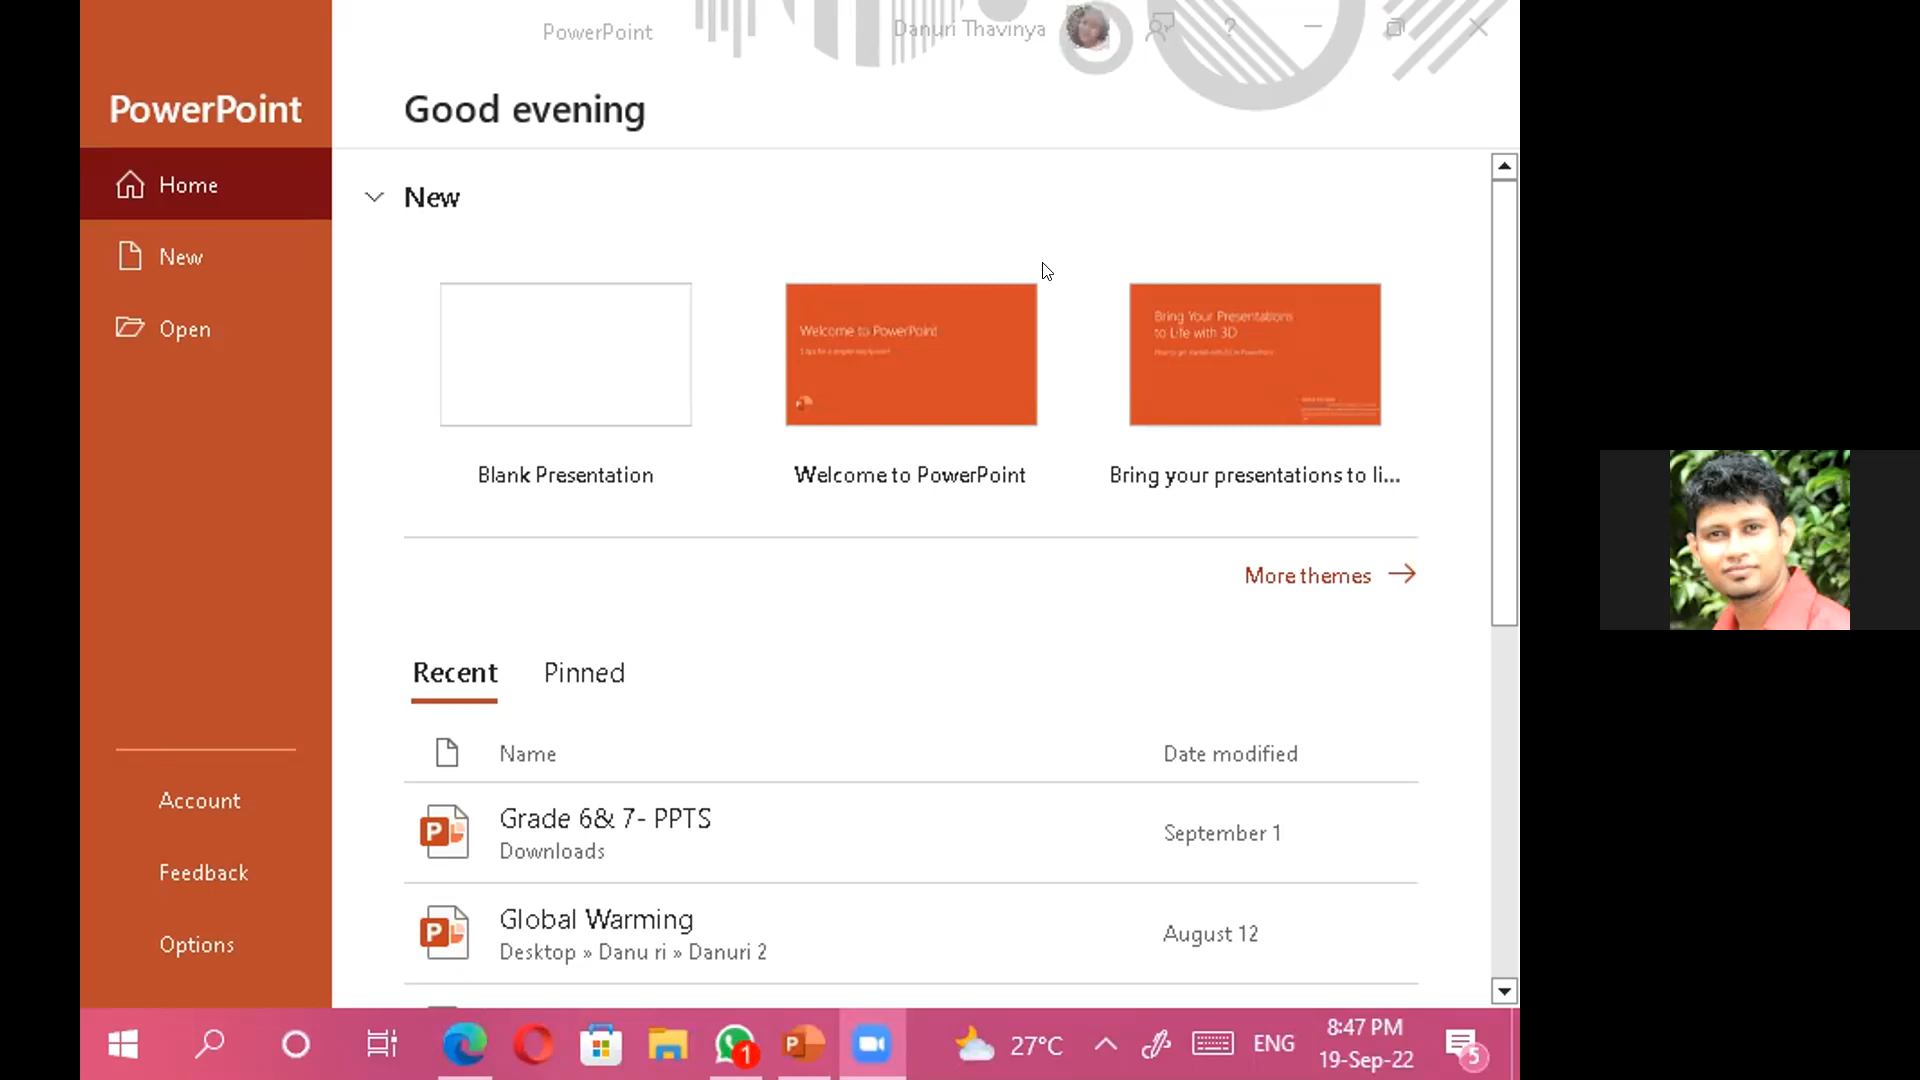 PowerPoint
Danuri Thavinya
?
PowerPoint
Good evening
Home
New
Open
New
Welcome to PowerPoint
Bring Your Presentations
to Life with 3D
Blank Presentation
Welcome to PowerPoint
Bring your presentations to li...
More themes
Recent
Pinned
Name
Date modified
Grade 6& 7- PPTS
Downloads
September 1
Global Warming
Desktop » Danu ri » Danuri 2
August 12
Account
Feedback
Options
P
P
1
P
27°C
ENG
8:47 PM
19-Sep-22
5